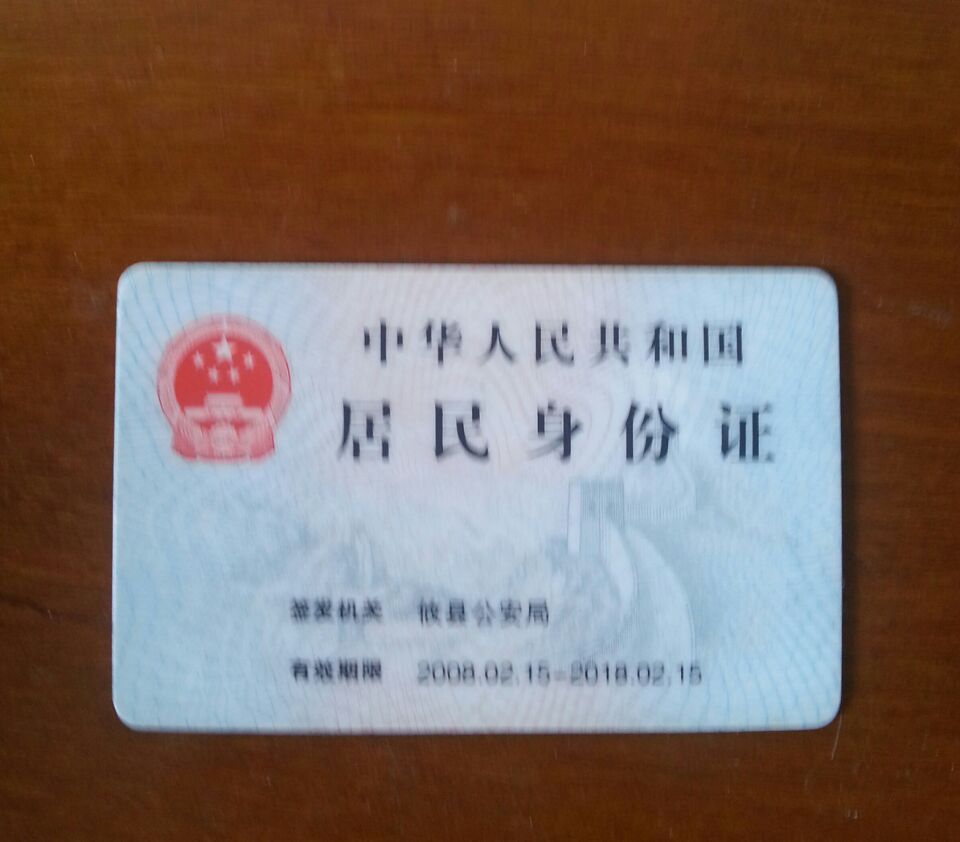 中华人民共和国
居民身份证
签发机关 攸县公安局
有效期限 2008.02.15-2018.02.15